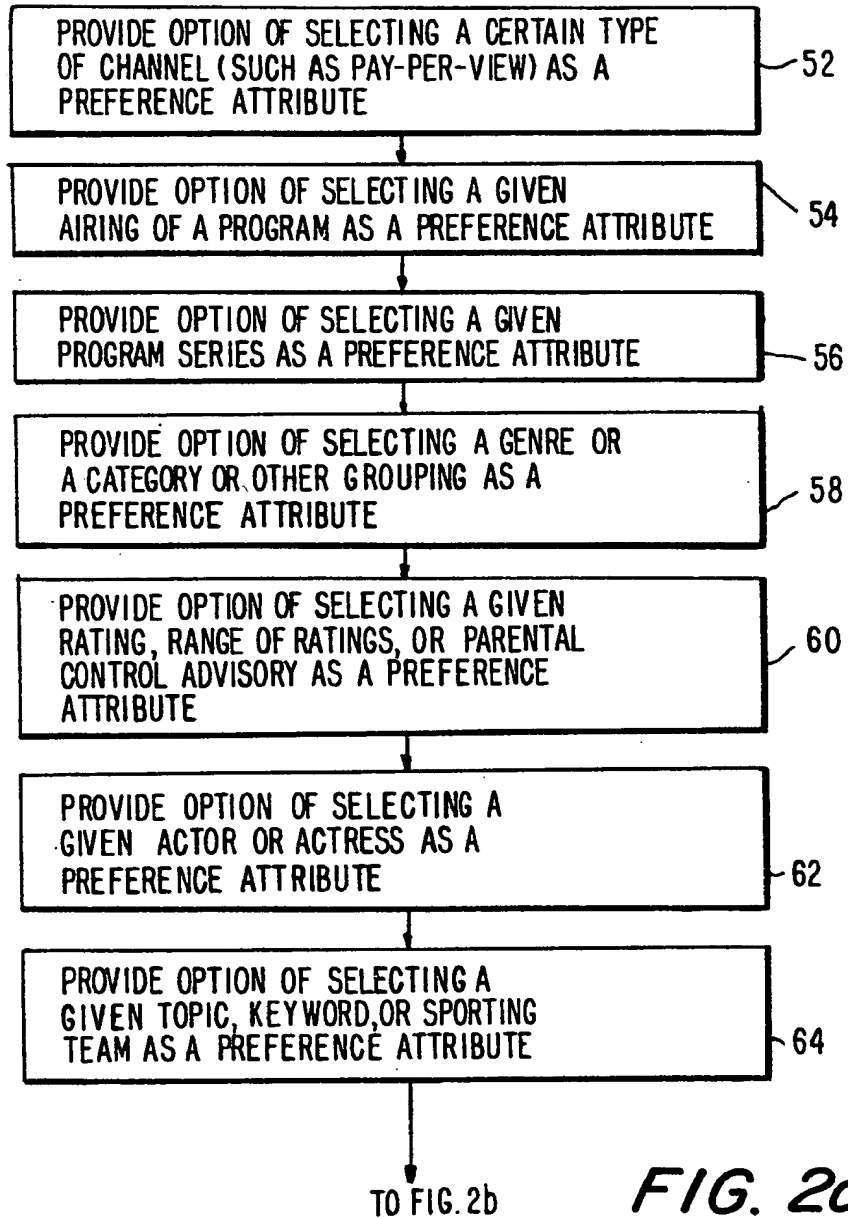 PROVIDE OPTION OF SELECTING A CERTAIN TYPE
OF CHANNEL (SUCH AS PAY-PER-VIEW) AS A
PREFERENCE ATTRIBUTE
52
PROVIDE OPTION OF SELECTING A GIVEN
AIRING OF A PROGRAM AS A PREFERENCE ATTRIBUTE
54
PROVIDE OPTION OF SELECTING A GIVEN
PROGRAM SERIES AS A PREFERENCE ATTRIBUTE
56
PROVIDE OPTION OF SELECTING A GENRE OR
A CATEGORY OR OTHER GROUPING AS A
PREFERENCE ATTRIBUTE
58
PROVIDE OPTION OF SELECTING A GIVEN
RATING, RANGE OF RATINGS, OR PARENTAL
CONTROL ADVISORY AS A PREFERENCE
ATTRIBUTE
60
PROVIDE OPTION OF SELECTING A
GIVEN ACTOR OR ACTRESS AS A
PREFERENCE ATTRIBUTE
62
PROVIDE OPTION OF SELECTING A
GIVEN TOPIC, KEYWORD, OR SPORTING
TEAM AS A PREFERENCE ATTRIBUTE
64
TO FIG. 2b
FIG. 2a